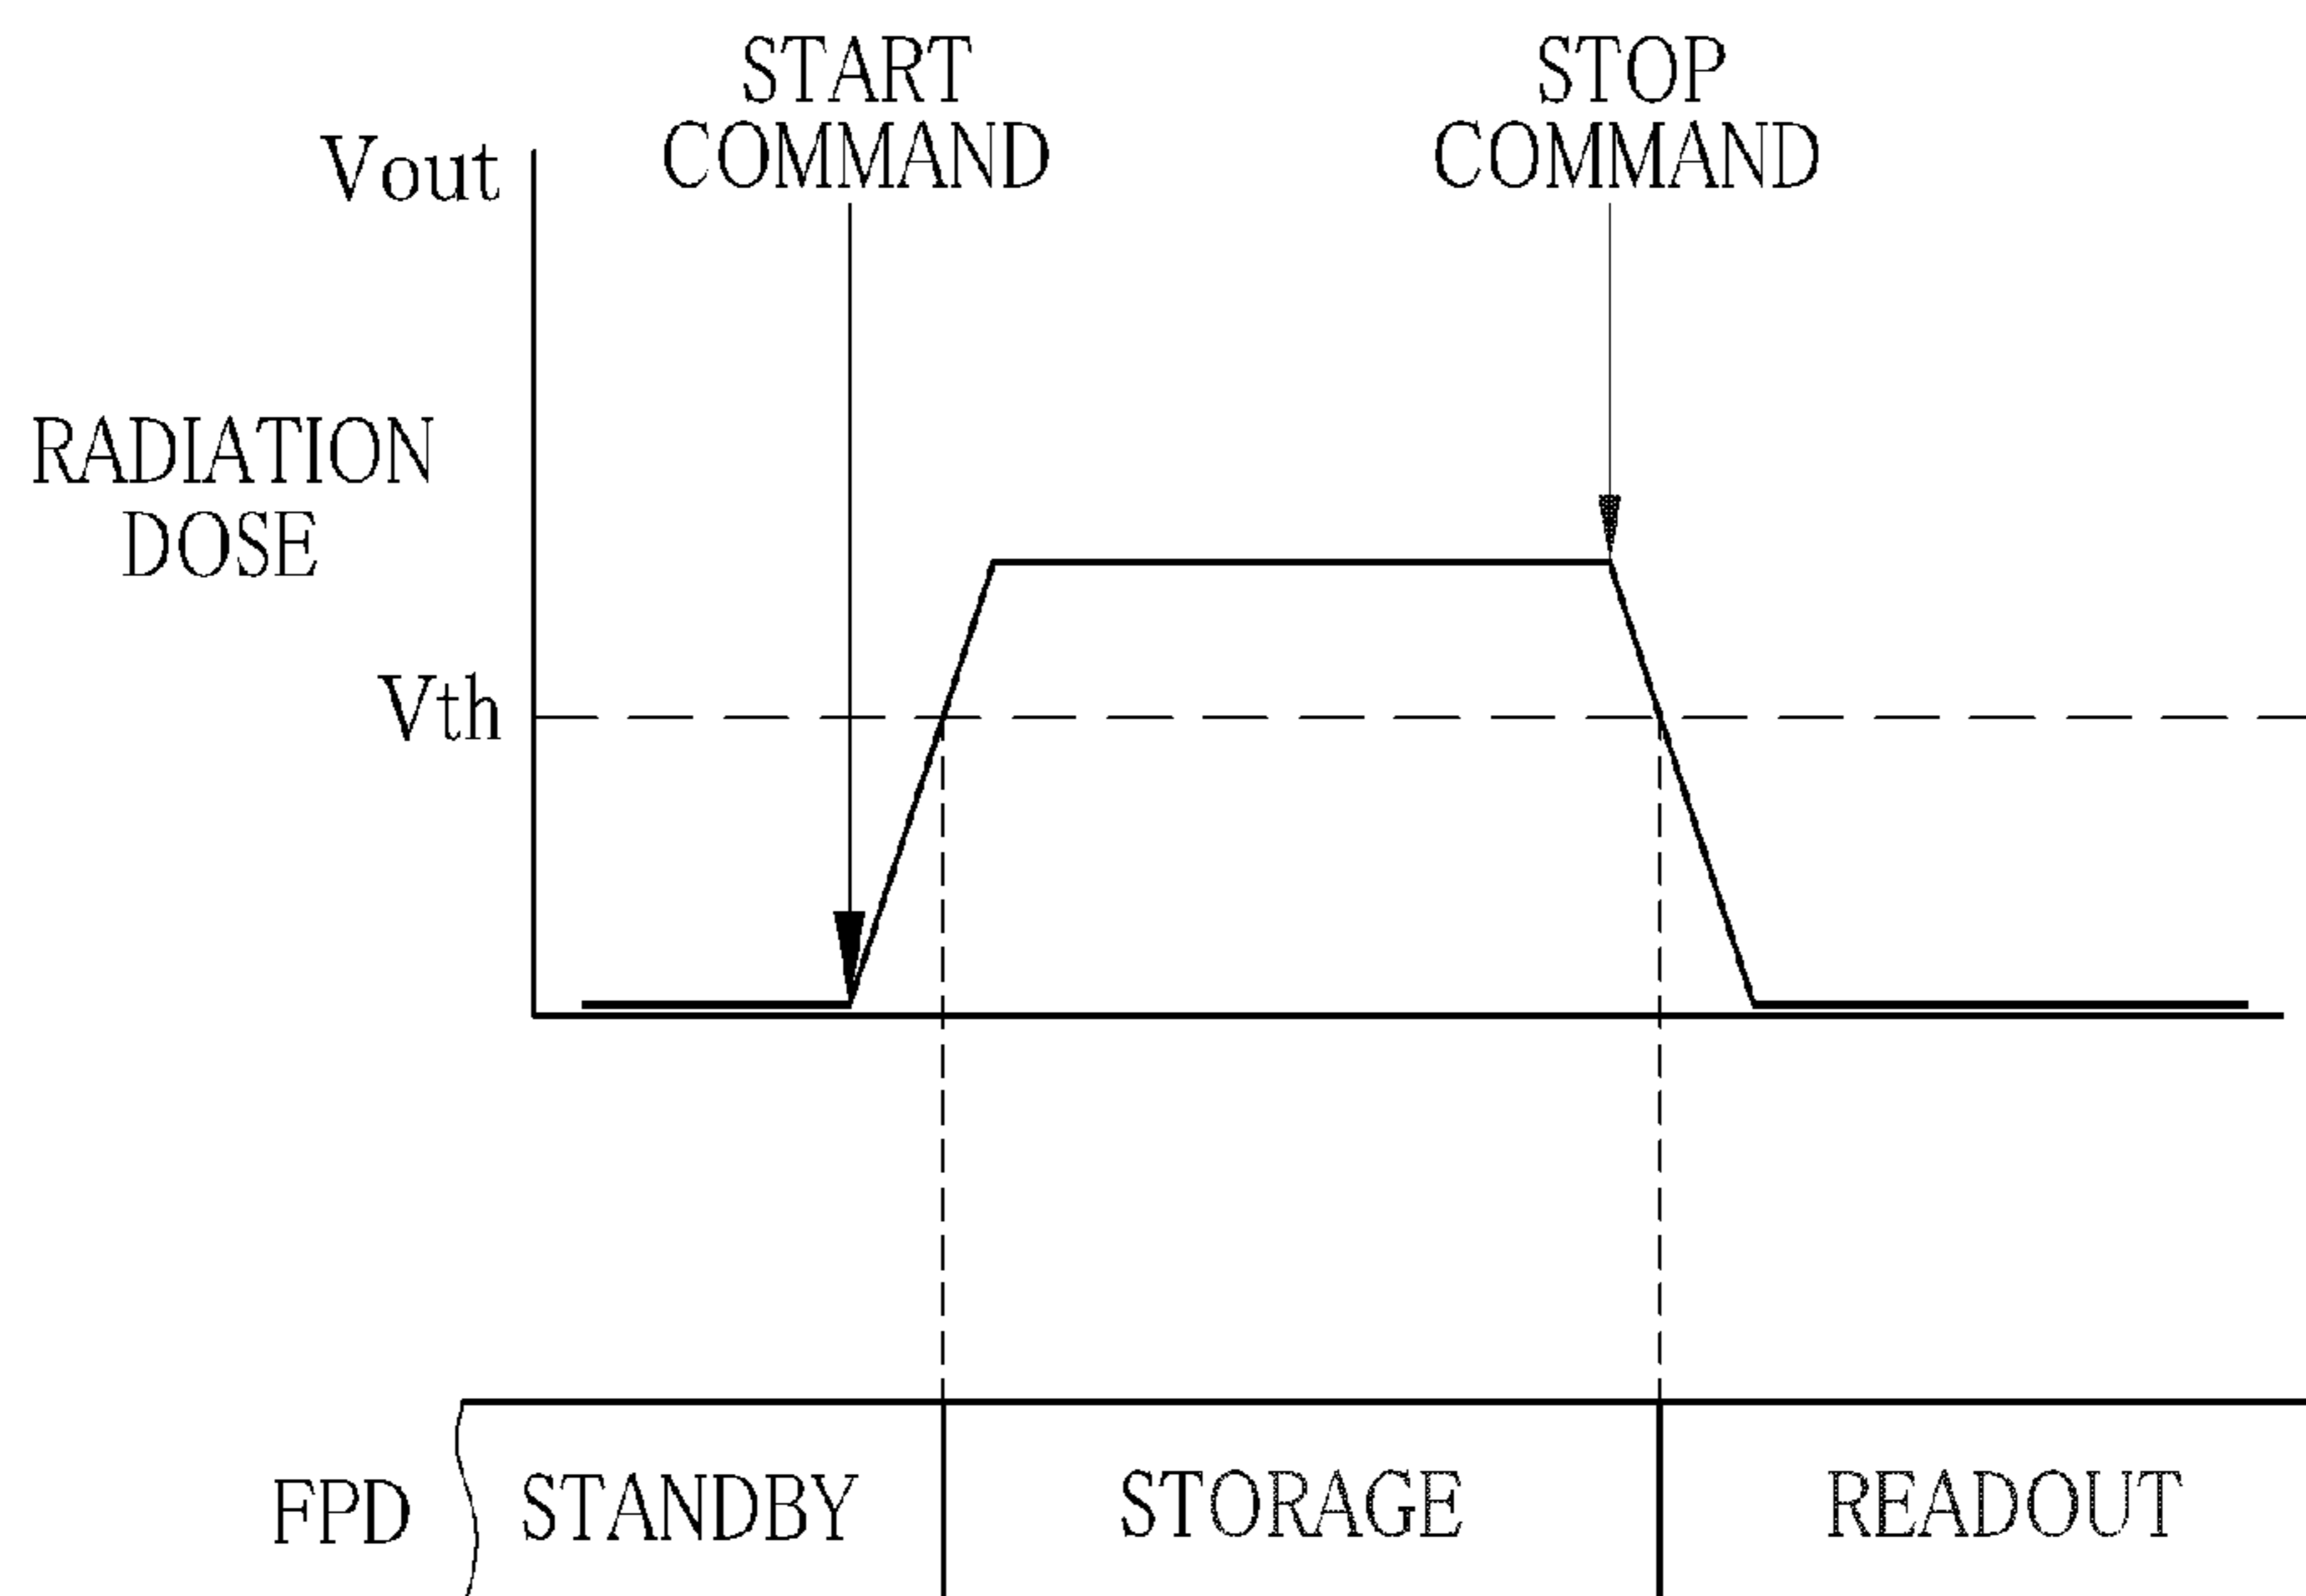 START
COMMAND
STOP
COMMAND
Vout
RADIATION
DOSE
Vth
FPD
STANDBY
STORAGE
READOUT